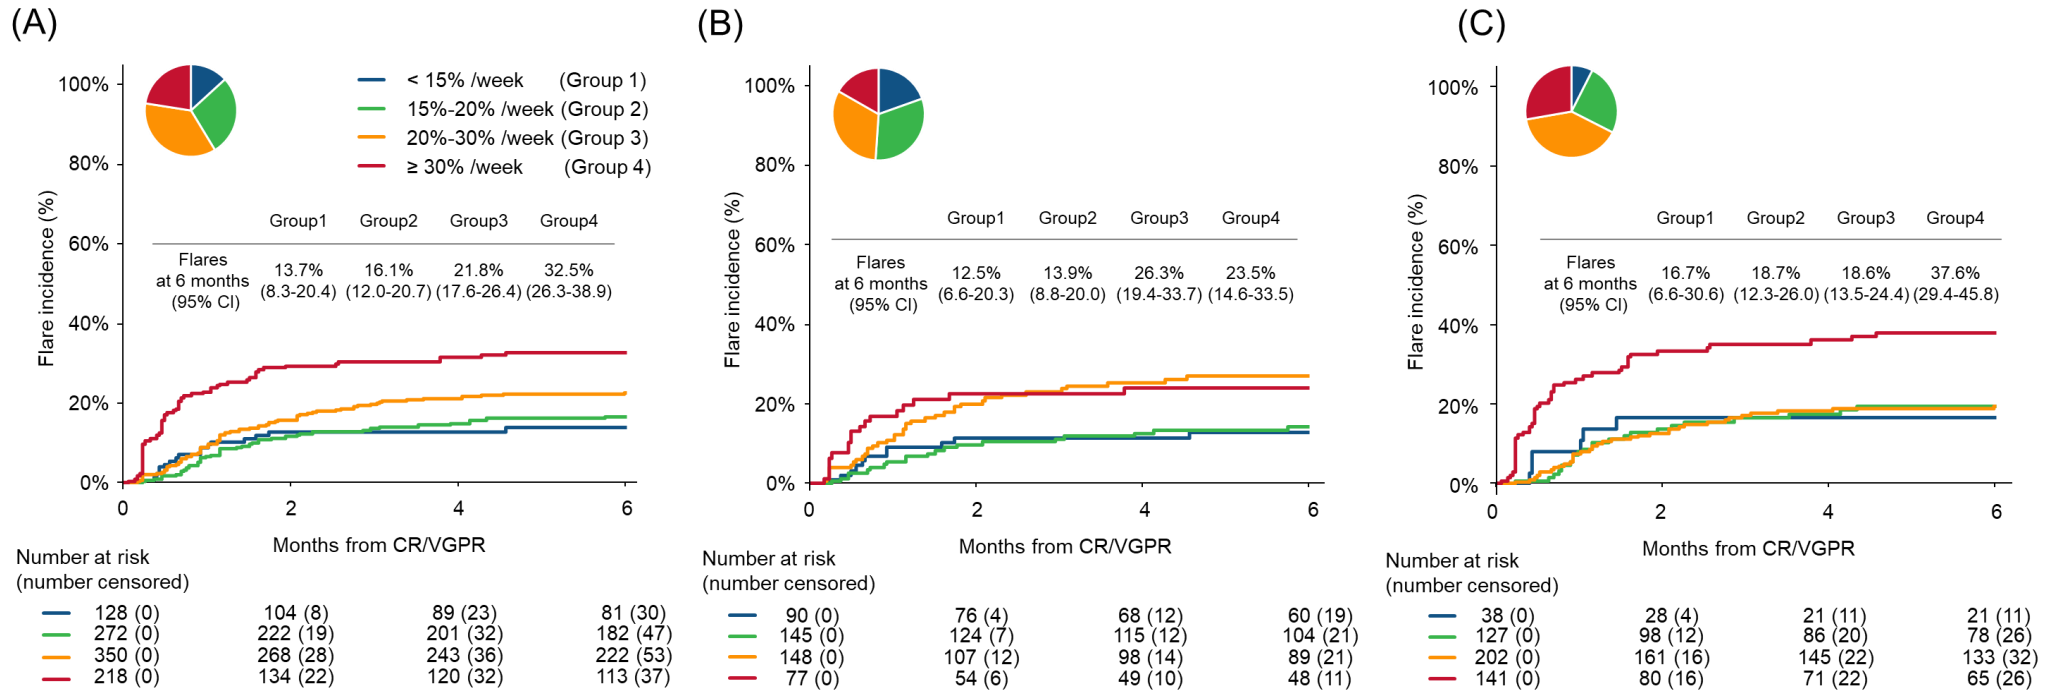 (A)
100%
80%
60%
40%
20%
0%
Flare incidence (%)
< 15% /week (Group 1)
15%-20% /week (Group 2)
20%-30% /week (Group 3)
≥ 30% /week (Group 4)
Group1 Group2 Group3 Group4
Flares
at 6 months
(95% CI)
13.7% 16.1% 21.8% 32.5%
(8.3-20.4) (12.0-20.7) (17.6-26.4) (26.3-38.9)
0 2 4 6
Months from CR/VGPR
Number at risk
(number censored)
128 (0) 104 (8) 89 (23) 81 (30)
272 (0) 222 (19) 201 (32) 182 (47)
350 (0) 268 (28) 243 (36) 222 (53)
218 (0) 134 (22) 120 (32) 113 (37)
(B)
100%
80%
60%
40%
20%
0%
Flare incidence (%)
Group1 Group2 Group3 Group4
Flares
at 6 months
(95% CI)
12.5% 13.9% 26.3% 23.5%
(6.6-20.3) (8.8-20.0) (19.4-33.7) (14.6-33.5)
0 2 4 6
Months from CR/VGPR
Number at risk
(number censored)
90 (0) 76 (4) 68 (12) 60 (19)
145 (0) 124 (7) 115 (12) 104 (21)
148 (0) 107 (12) 98 (14) 89 (21)
77 (0) 54 (6) 49 (10) 48 (11)
(C)
100%
80%
60%
40%
20%
0%
Flare incidence (%)
Group1 Group2 Group3 Group4
Flares
at 6 months
(95% CI)
16.7% 18.7% 18.6% 37.6%
(6.6-30.6) (12.3-26.0) (13.5-24.4) (29.4-45.8)
0 2 4 6
Months from CR/VGPR
Number at risk
(number censored)
38 (0) 28 (4) 21 (11) 21 (11)
127 (0) 98 (12) 86 (20) 78 (26)
202 (0) 161 (16) 145 (22) 133 (32)
141 (0) 80 (16) 71 (22) 65 (26)